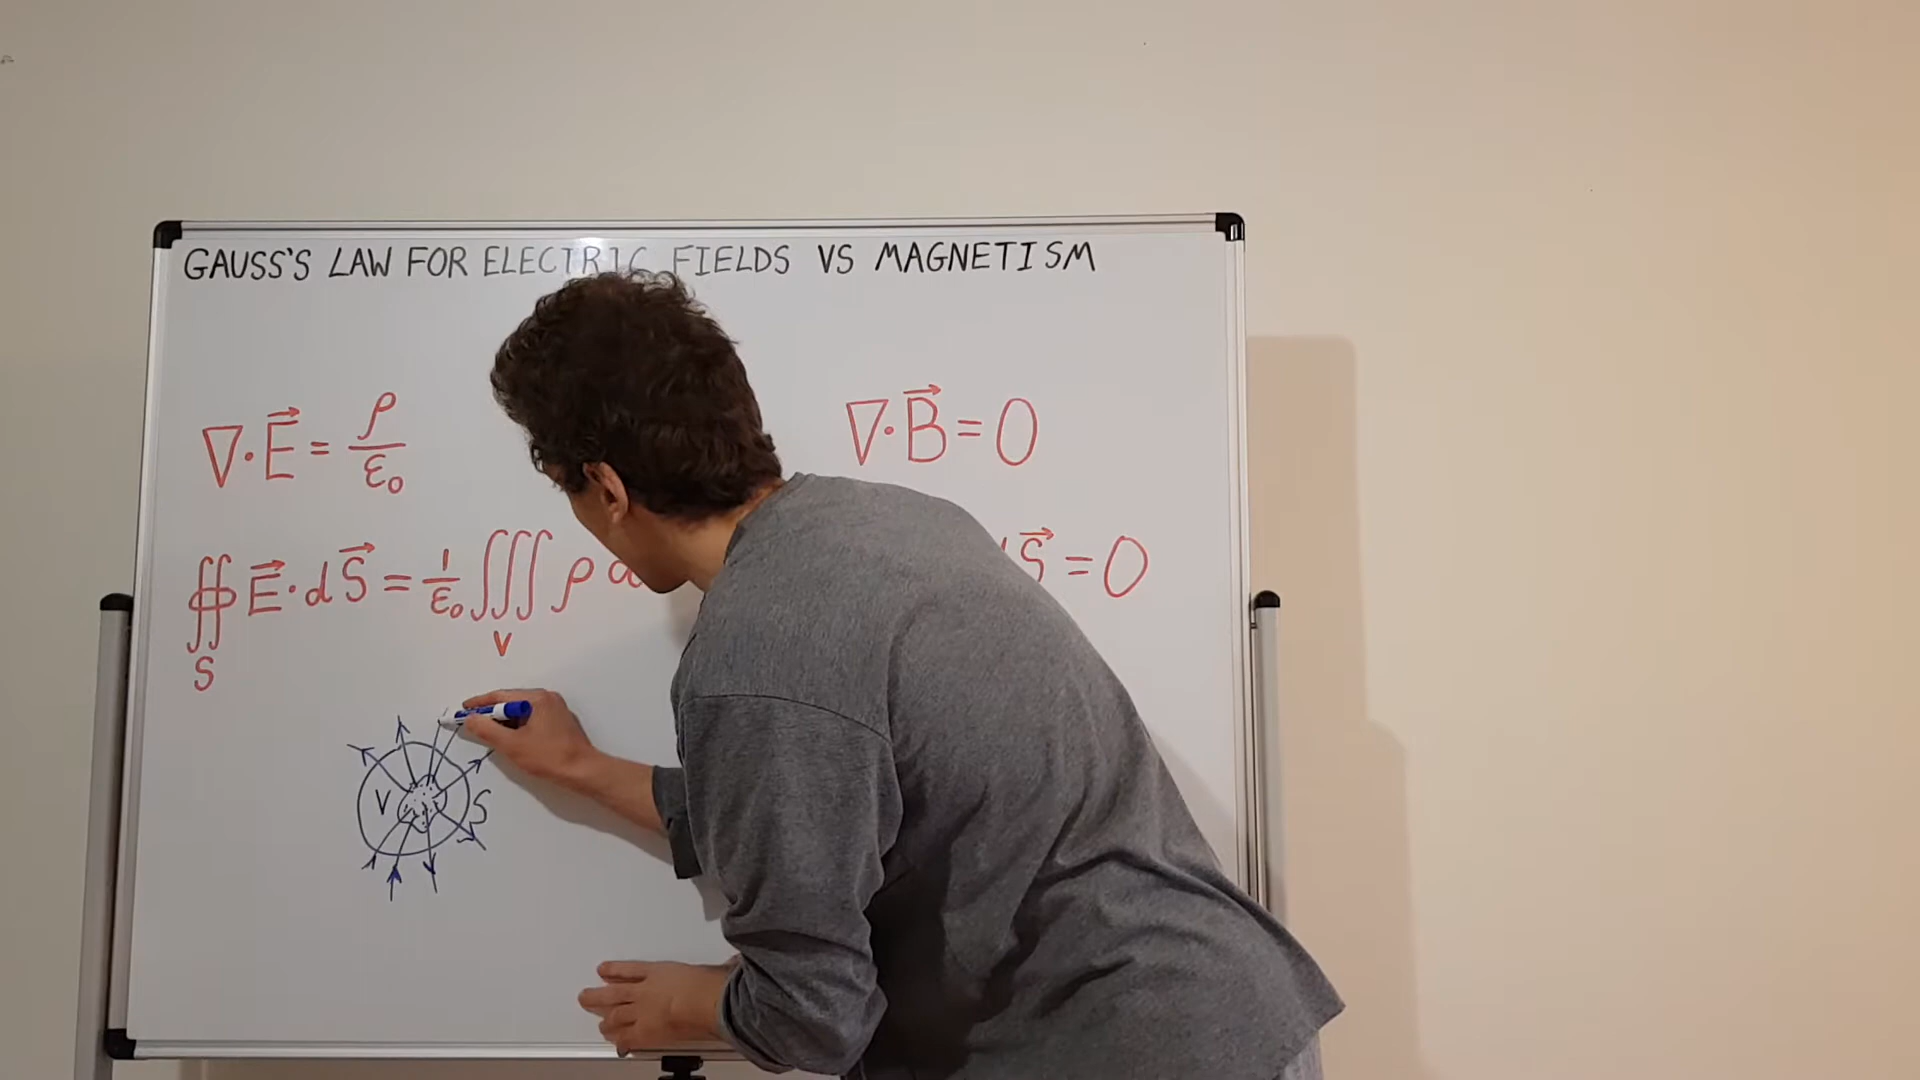 GAUSS'S LAW FOR ELECTRIC FIELDS VS MAGNETISM
∇·E⃗ = ρ/ε₀
∇·B⃗ = 0
∯ E⃗·dS⃗ = 1/ε₀ ∭ ρ
S⃗ = 0
S
V
V
S